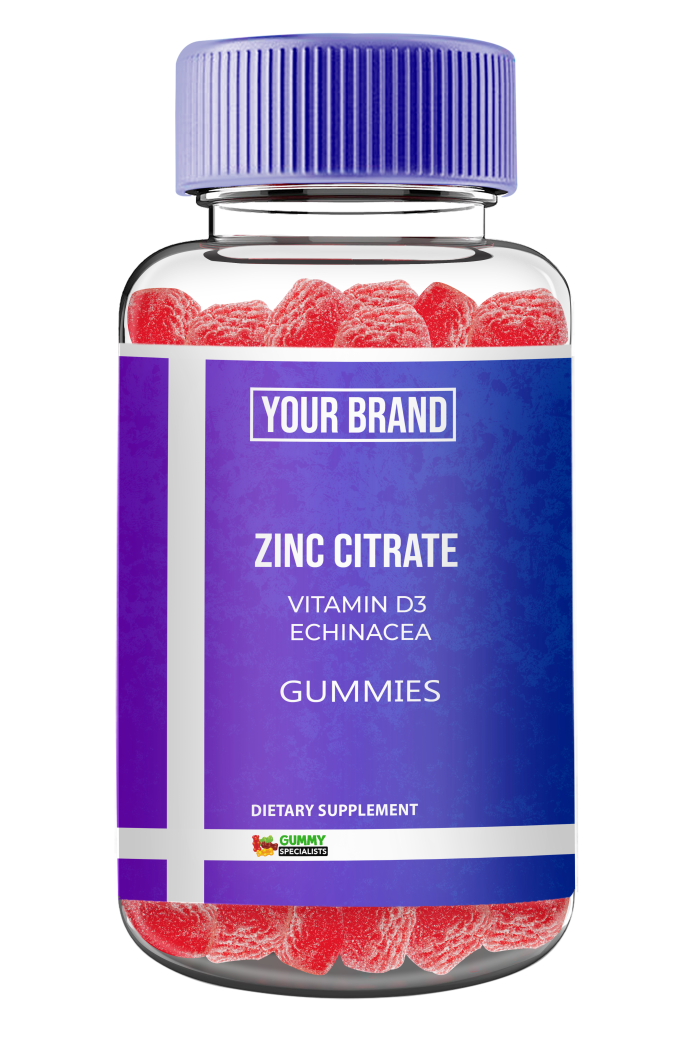 YOUR BRAND
ZINC CITRATE
VITAMIN D3
ECHINACEA
GUMMIES
DIETARY SUPPLEMENT
GUMMY
SPECIALISTS